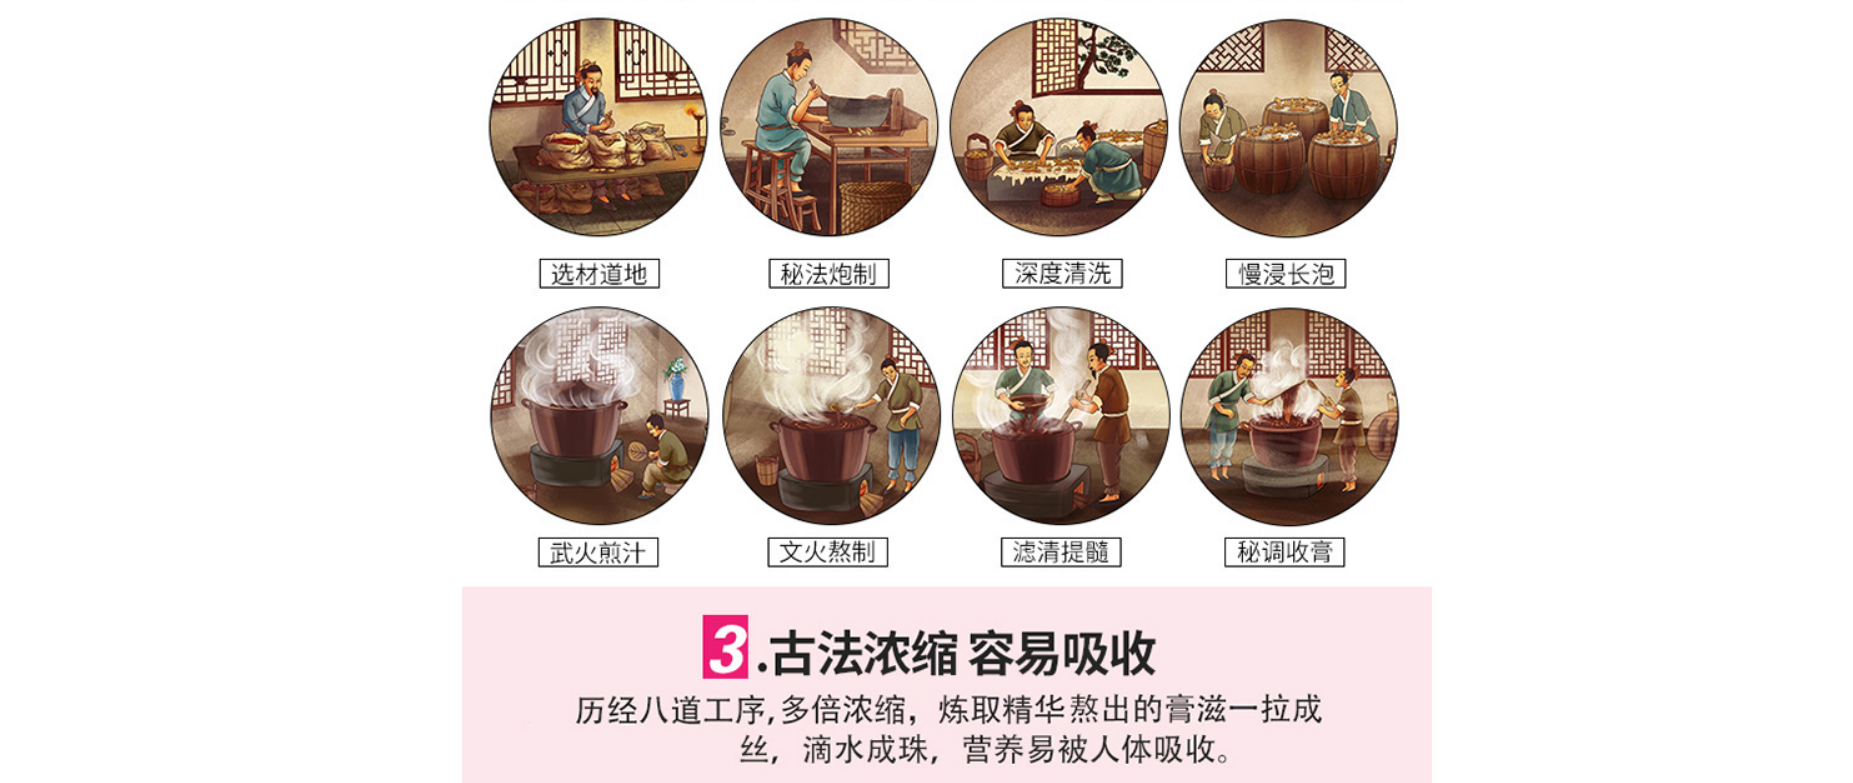 选材道地
秘法炮制
深度清洗
慢浸长泡
武火煎汁
文火熬制
滤清提髓
秘调收膏
3.古法浓缩 容易吸收
历经八道工序,多倍浓缩，炼取精华熬出的膏滋一拉成
丝，滴水成珠，营养易被人体吸收。